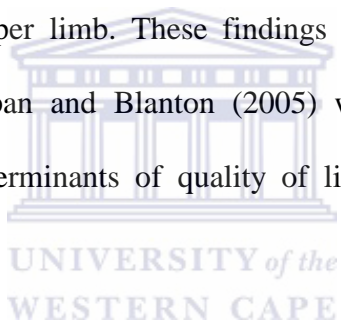 per limb. These findings
pan and Blanton (2005)
terminants of quality of li
UNIVERSITY of the
WESTERN CAPE